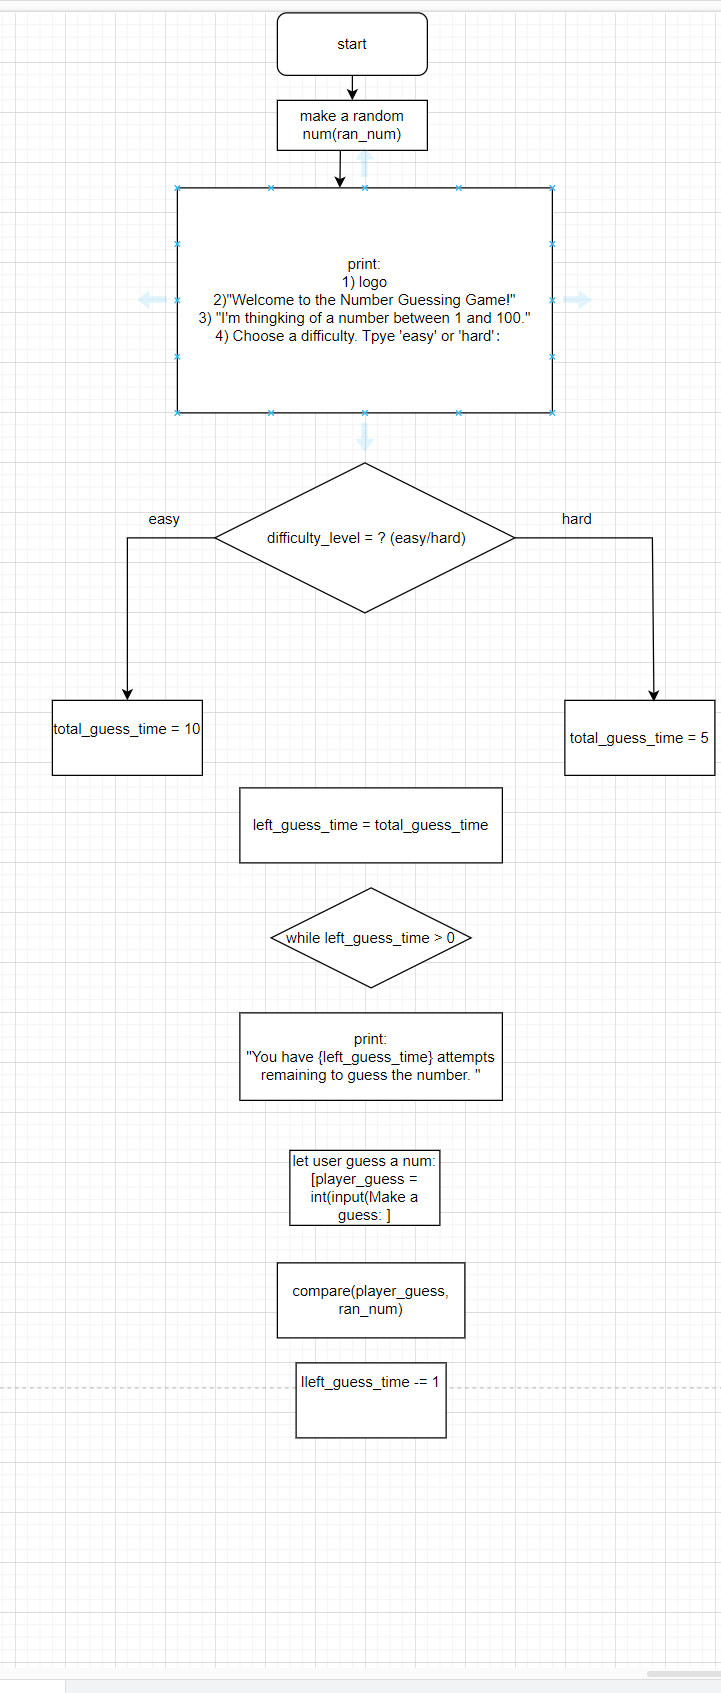 start
make a random
num(ran_num)
print:
1) logo
2)"Welcome to the Number Guessing Game!"
3) "I'm thingking of a number between 1 and 100."
4) Choose a difficulty. Tpye 'easy' or 'hard':
easy
hard
difficulty_level = ? (easy/hard)
total_guess_time = 10
total_guess_time = 5
left_guess_time = total_guess_time
while left_guess_time > 0
print:
"You have {left_guess_time} attempts
remaining to guess the number. "
let user guess a num:
[player_guess =
int(input(Make a
guess: ]
compare(player_guess,
ran_num)
lleft_guess_time -= 1